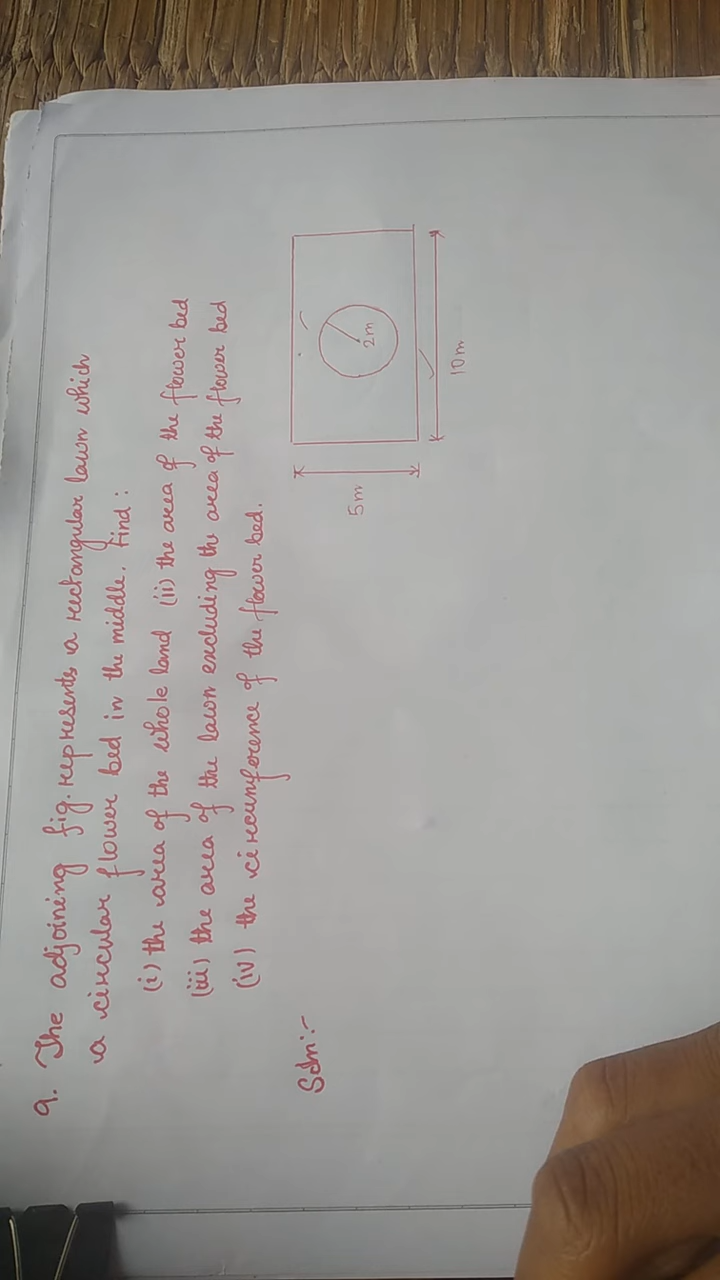 9. The adjoining fig. represents a rectangular lawn which
a circular flower bed in the middle. Find :
(i) the area of the whole land (ii) the area of the flower bed
(iii) the area of the lawn excluding the area of the flower bed
(iv) the circumference of the flower bed.
Soln:-
2m
5m
10m